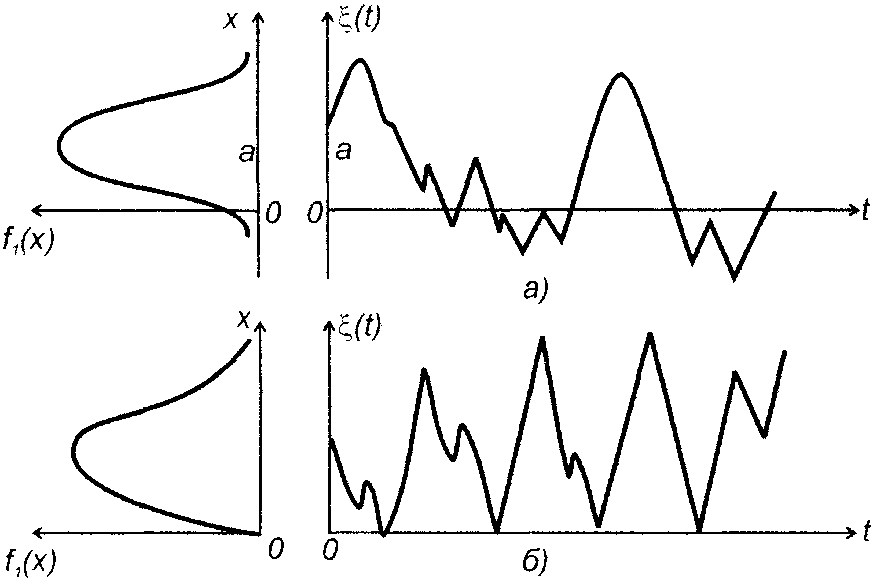 x ξ(t)
a a
0 0 t
f₁(x)
а)
x ξ(t)
t
0 0
f₁(x) б)